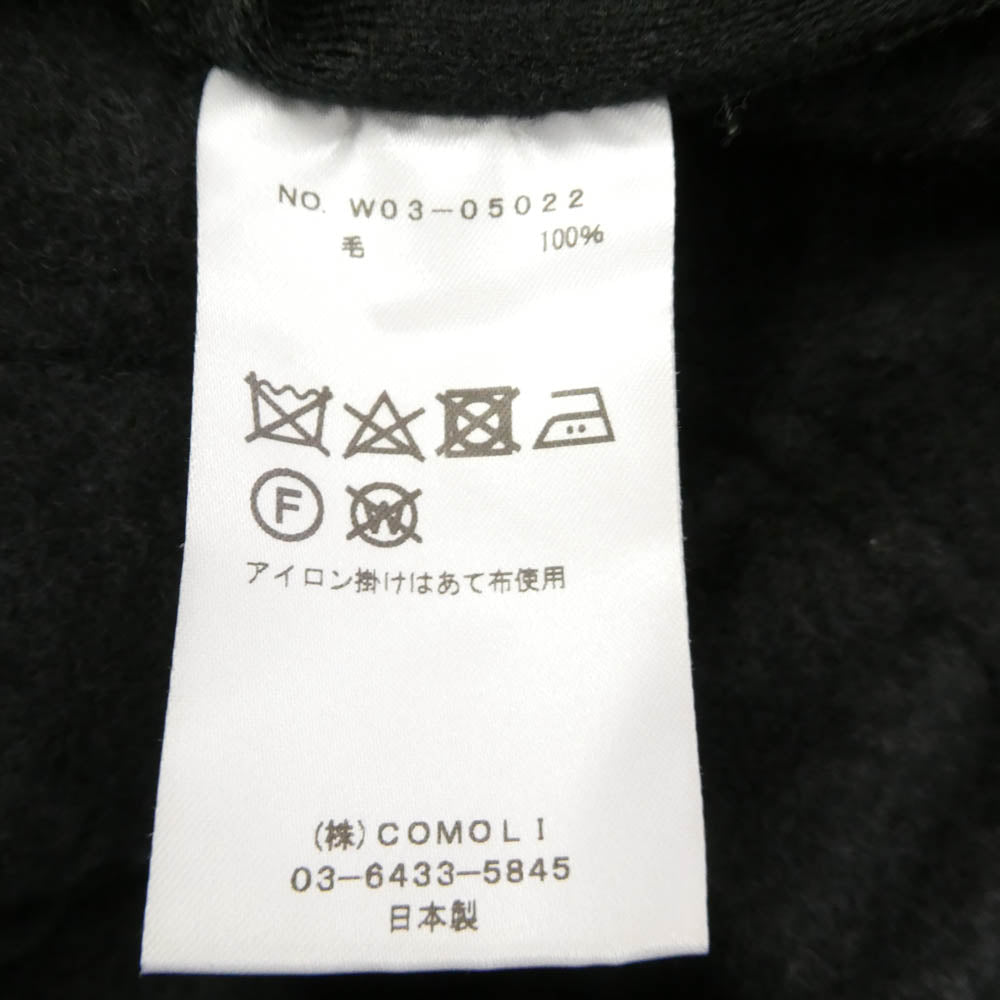 NO. W03-05022
毛 100%
F W
アイロン掛けはあて布使用
(株)COMOLI
03-6433-5845
日本製